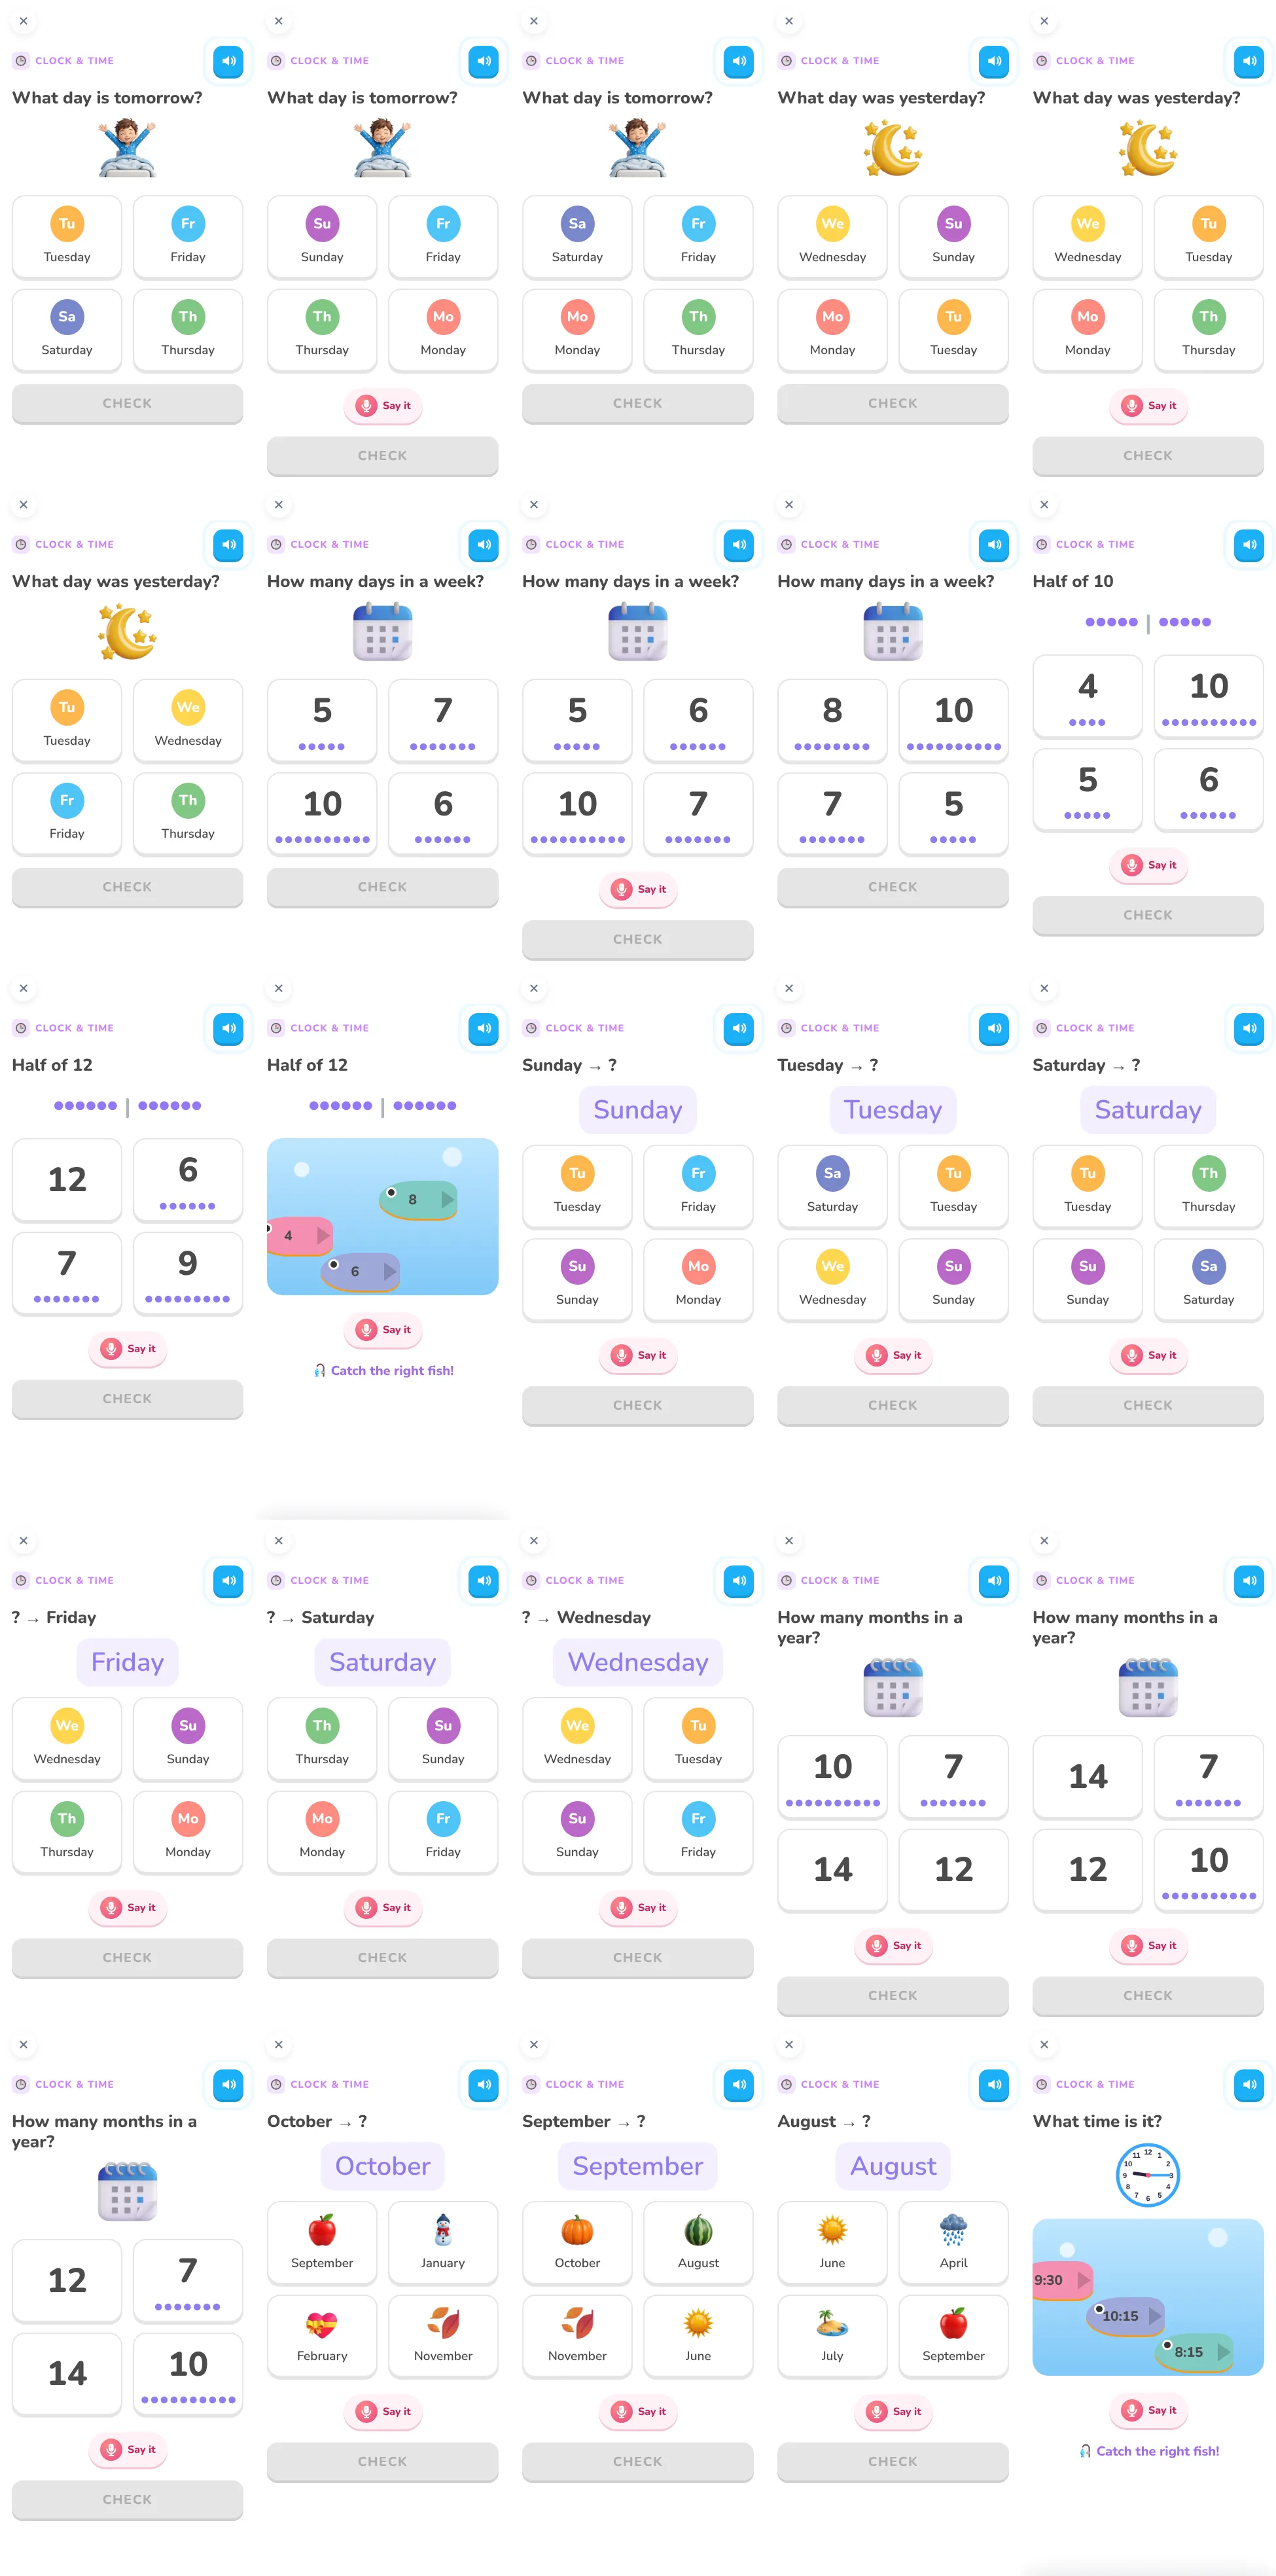 CLOCK & TIME
What day is tomorrow?
Tu
Tuesday
Fr
Friday
Sa
Saturday
Th
Thursday
CHECK
CLOCK & TIME
What day is tomorrow?
Su
Sunday
Fr
Friday
Th
Thursday
Mo
Monday
Say it
CHECK
CLOCK & TIME
What day is tomorrow?
Sa
Saturday
Fr
Friday
Mo
Monday
Th
Thursday
CHECK
CLOCK & TIME
What day was yesterday?
We
Wednesday
Su
Sunday
Mo
Monday
Tu
Tuesday
CHECK
CLOCK & TIME
What day was yesterday?
We
Wednesday
Tu
Tuesday
Mo
Monday
Th
Thursday
Say it
CHECK
CLOCK & TIME
What day was yesterday?
Tu
Tuesday
We
Wednesday
Fr
Friday
Th
Thursday
CHECK
CLOCK & TIME
How many days in a week?
5
7
10
6
CHECK
CLOCK & TIME
How many days in a week?
5
6
10
7
Say it
CHECK
CLOCK & TIME
How many days in a week?
8
10
7
5
CHECK
CLOCK & TIME
Half of 10
4
10
5
6
Say it
CHECK
CLOCK & TIME
Half of 12
12
6
7
9
Say it
CHECK
CLOCK & TIME
Half of 12
8
4
6
Say it
Catch the right fish!
CLOCK & TIME
Sunday → ?
Sunday
Tu
Tuesday
Fr
Friday
Su
Sunday
Mo
Monday
Say it
CHECK
CLOCK & TIME
Tuesday → ?
Tuesday
Sa
Saturday
Tu
Tuesday
We
Wednesday
Su
Sunday
Say it
CHECK
CLOCK & TIME
Saturday → ?
Saturday
Tu
Tuesday
Th
Thursday
Su
Sunday
Sa
Saturday
Say it
CHECK
CLOCK & TIME
? → Friday
Friday
We
Wednesday
Su
Sunday
Th
Thursday
Mo
Monday
Say it
CHECK
CLOCK & TIME
? → Saturday
Saturday
Th
Thursday
Su
Sunday
Mo
Monday
Fr
Friday
Say it
CHECK
CLOCK & TIME
? → Wednesday
Wednesday
We
Wednesday
Tu
Tuesday
Su
Sunday
Fr
Friday
Say it
CHECK
CLOCK & TIME
How many months in a
year?
10
7
14
12
Say it
CHECK
CLOCK & TIME
How many months in a
year?
14
7
12
10
Say it
CHECK
CLOCK & TIME
How many months in a
year?
12
7
14
10
Say it
CHECK
CLOCK & TIME
October → ?
October
September
January
February
November
Say it
CHECK
CLOCK & TIME
September → ?
September
October
August
November
June
Say it
CHECK
CLOCK & TIME
August → ?
August
June
April
July
September
Say it
CHECK
CLOCK & TIME
What time is it?
12
1
2
3
4
5
6
7
8
9
10
11
9:30
10:15
8:15
Say it
Catch the right fish!